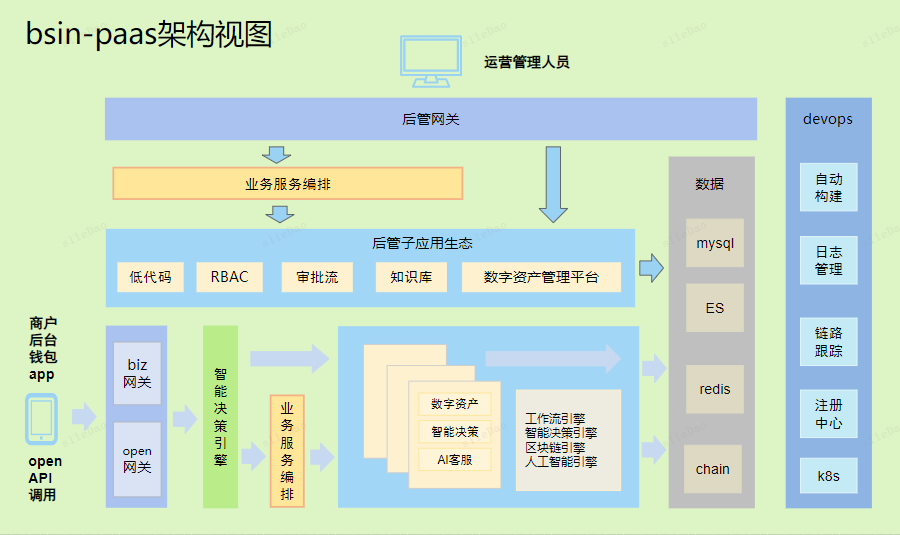 bsin-paas架构视图
运营管理人员
后管网关
业务服务编排
后管子应用生态
低代码
RBAC
审批流
知识库
数字资产管理平台
商户
后台
钱包
app
open
API
调用
biz
网关
open
网关
智
能
决
策
引
擎
业
务
服
务
编
排
数字资产
智能决策
AI客服
工作流引擎
智能决策引擎
区块链引擎
人工智能引擎
数据
mysql
ES
redis
chain
devops
自动
构建
日志
管理
链路
跟踪
注册
中心
k8s